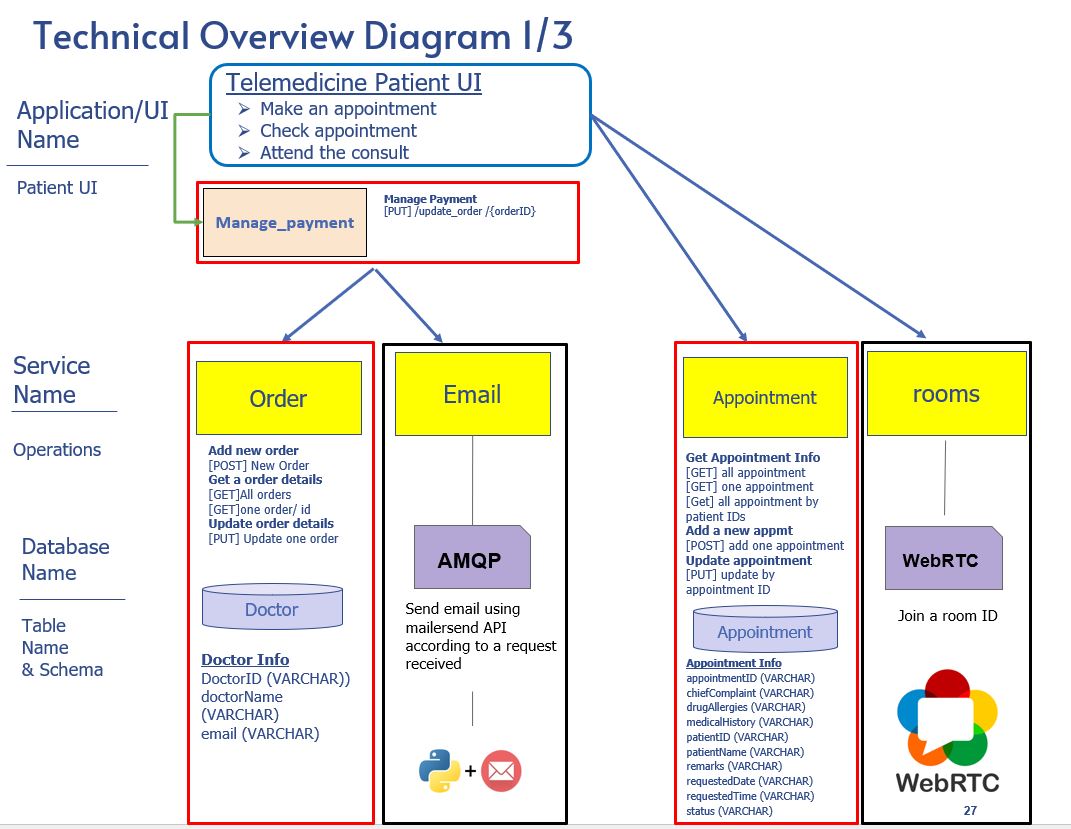 Technical Overview Diagram 1/3
Application/UI
Name
Patient UI
Telemedicine Patient UI
➢ Make an appointment
➢ Check appointment
➢ Attend the consult
Manage_payment
Manage Payment
[PUT] /update_order /{orderID}
Service
Name
Operations
Database
Name
Table
Name
& Schema
Order
Add new order
[POST] New Order
Get a order details
[GET]All orders
[GET]one order/ id
Update order details
[PUT] Update one order
Doctor
Doctor Info
DoctorID (VARCHAR))
doctorName
(VARCHAR)
email (VARCHAR)
Email
AMQP
Send email using
mailersend API
according to a request
received
+
Appointment
Get Appointment Info
[GET] all appointment
[GET] one appointment
[Get] all appointment by
patient IDs
Add a new appmt
[POST] add one appointment
Update appointment
[PUT] update by
appointment ID
Appointment
Appointment Info
appointmentID (VARCHAR)
chiefComplaint (VARCHAR)
drugAllergies (VARCHAR)
medicalHistory (VARCHAR)
patientID (VARCHAR)
patientName (VARCHAR)
remarks (VARCHAR)
requestedDate (VARCHAR)
requestedTime (VARCHAR)
status (VARCHAR)
rooms
WebRTC
Join a room ID
WebRTC
27